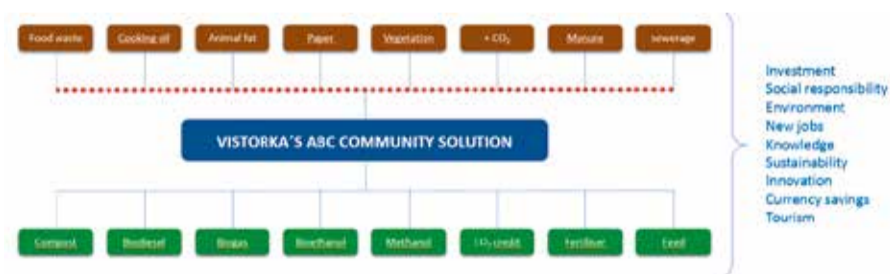 Food waste
Cooking oil
Animal fat
Paper
Vegetation
+ CO₂
Manure
Sewerage
VISTORKA´S ABC COMMUNITY SOLUTION
Compost
Biodiesel
Biogas
Bioethanol
Methanol
CO₂ credit
Fertiliser
Feed
Investment
Social responsibility
Environment
New jobs
Knowledge
Sustainability
Innovation
Currency savings
Tourism